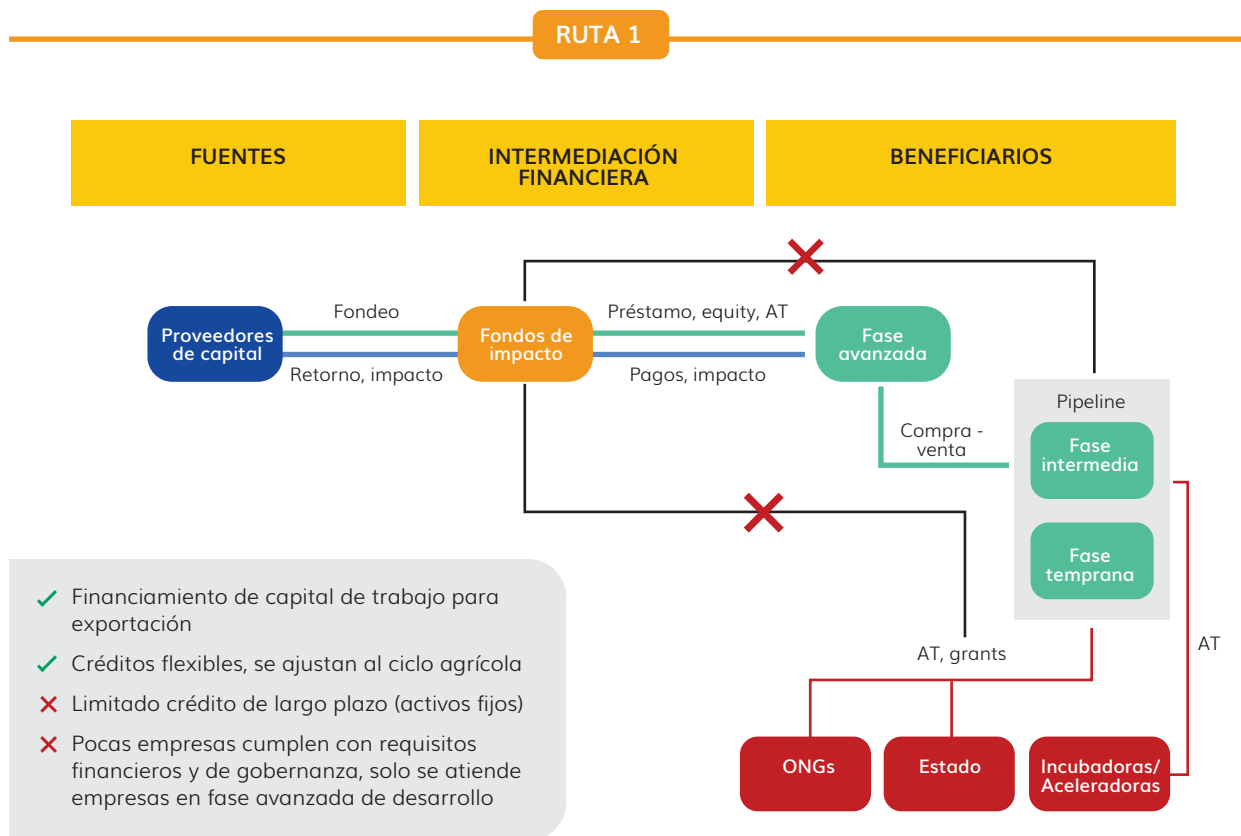 RUTA 1
FUENTES
INTERMEDIACIÓN
FINANCIERA
BENEFICIARIOS
Proveedores
de capital
Fondeo
Retorno, impacto
Fondos de
impacto
Préstamo, equity, AT
Pagos, impacto
Fase
avanzada
Compra -
venta
Pipeline
Fase
intermedia
Fase
temprana
AT, grants
AT
ONGs
Estado
Incubadoras/
Aceleradoras
Financiamiento de capital de trabajo para
exportación
Créditos flexibles, se ajustan al ciclo agrícola
Limitado crédito de largo plazo (activos fijos)
Pocas empresas cumplen con requisitos
financieros y de gobernanza, solo se atiende
empresas en fase avanzada de desarrollo